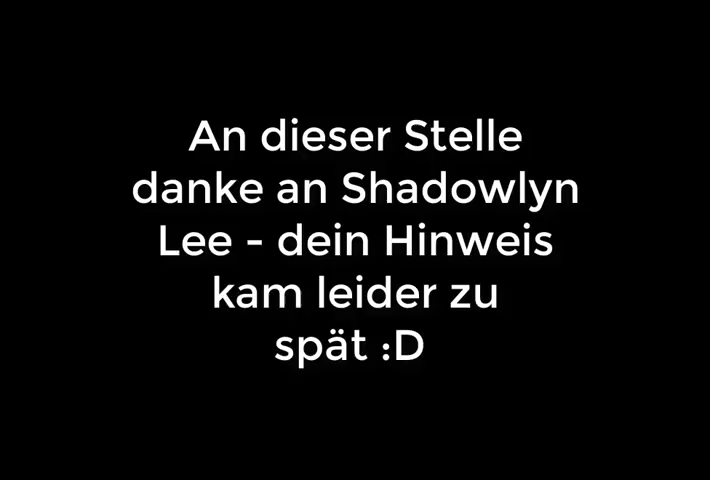 An dieser Stelle
danke an Shadowlyn
Lee - dein Hinweis
kam leider zu
spät :D